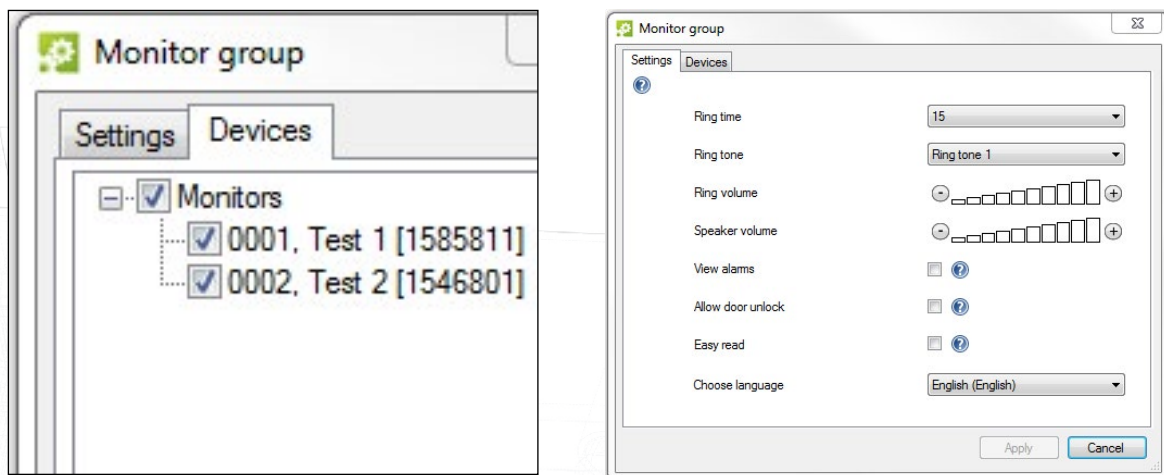 Monitor group
Settings Devices
Monitors
0001, Test 1 [1585811]
0002, Test 2 [1546801]
Monitor group
Settings Devices
Ring time 15
Ring tone Ring tone 1
Ring volume
Speaker volume
View alarms
Allow door unlock
Easy read
Choose language English (English)
Apply Cancel